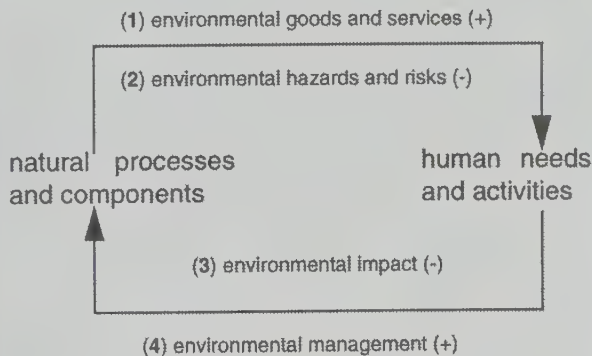 (1) environmental goods and services (+)
(2) environmental hazards and risks (-)
natural processes
and components
human needs
and activities
(3) environmental impact (-)
(4) environmental management (+)